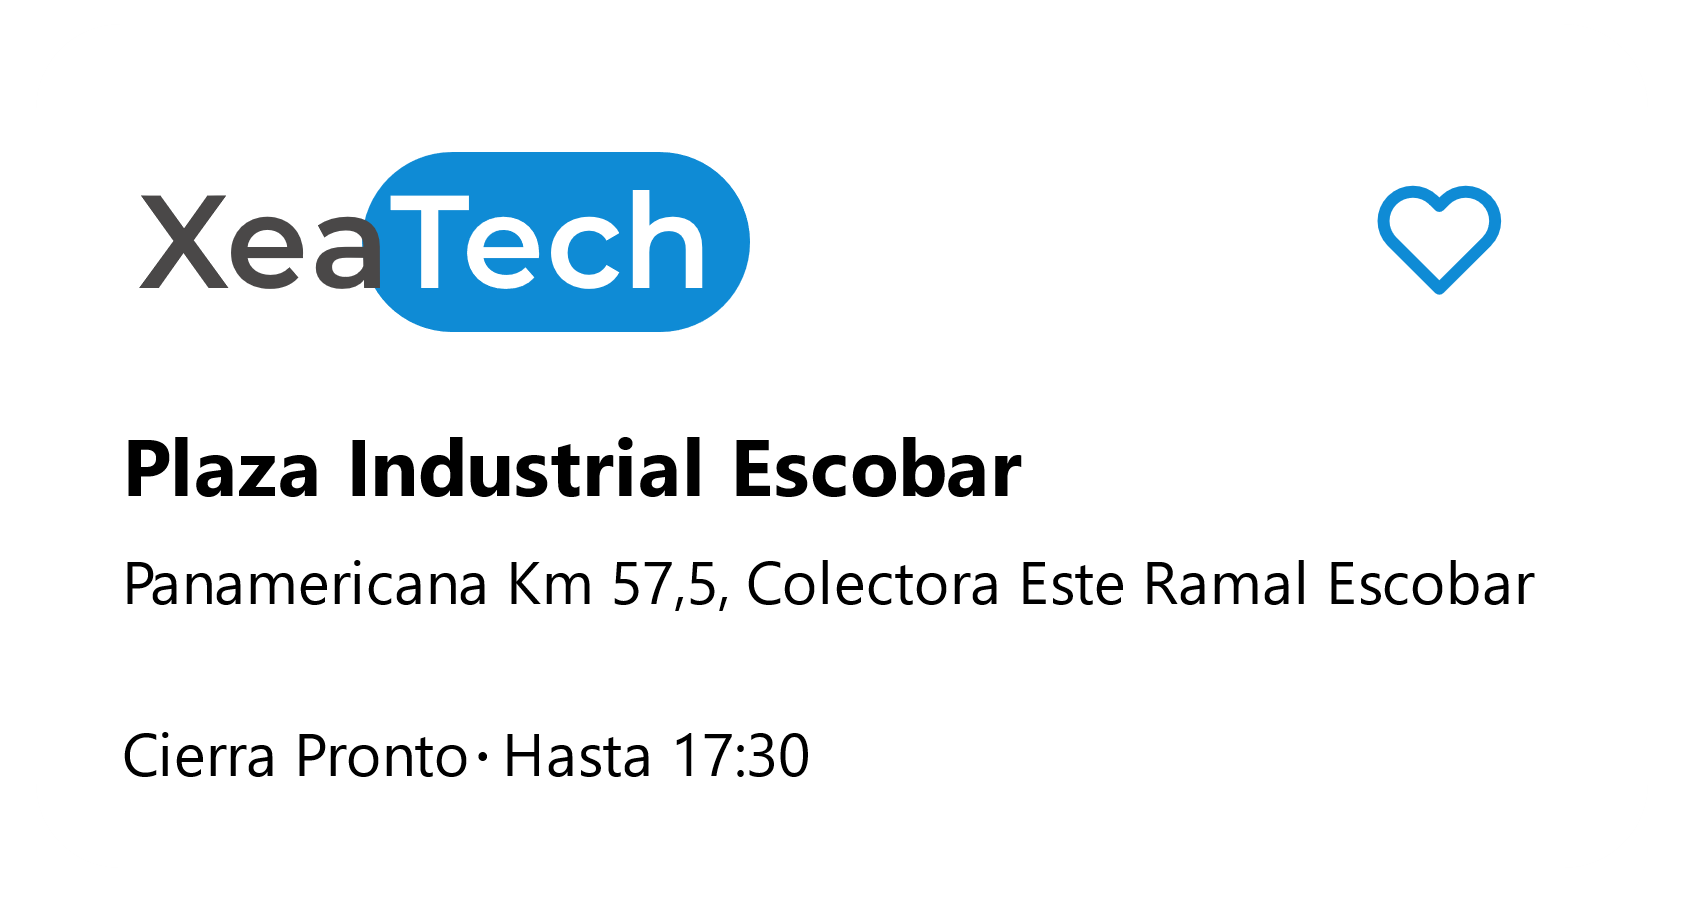 XeaTech
Plaza Industrial Escobar
Panamericana Km 57,5, Colectora Este Ramal Escobar
Cierra Pronto · Hasta 17:30